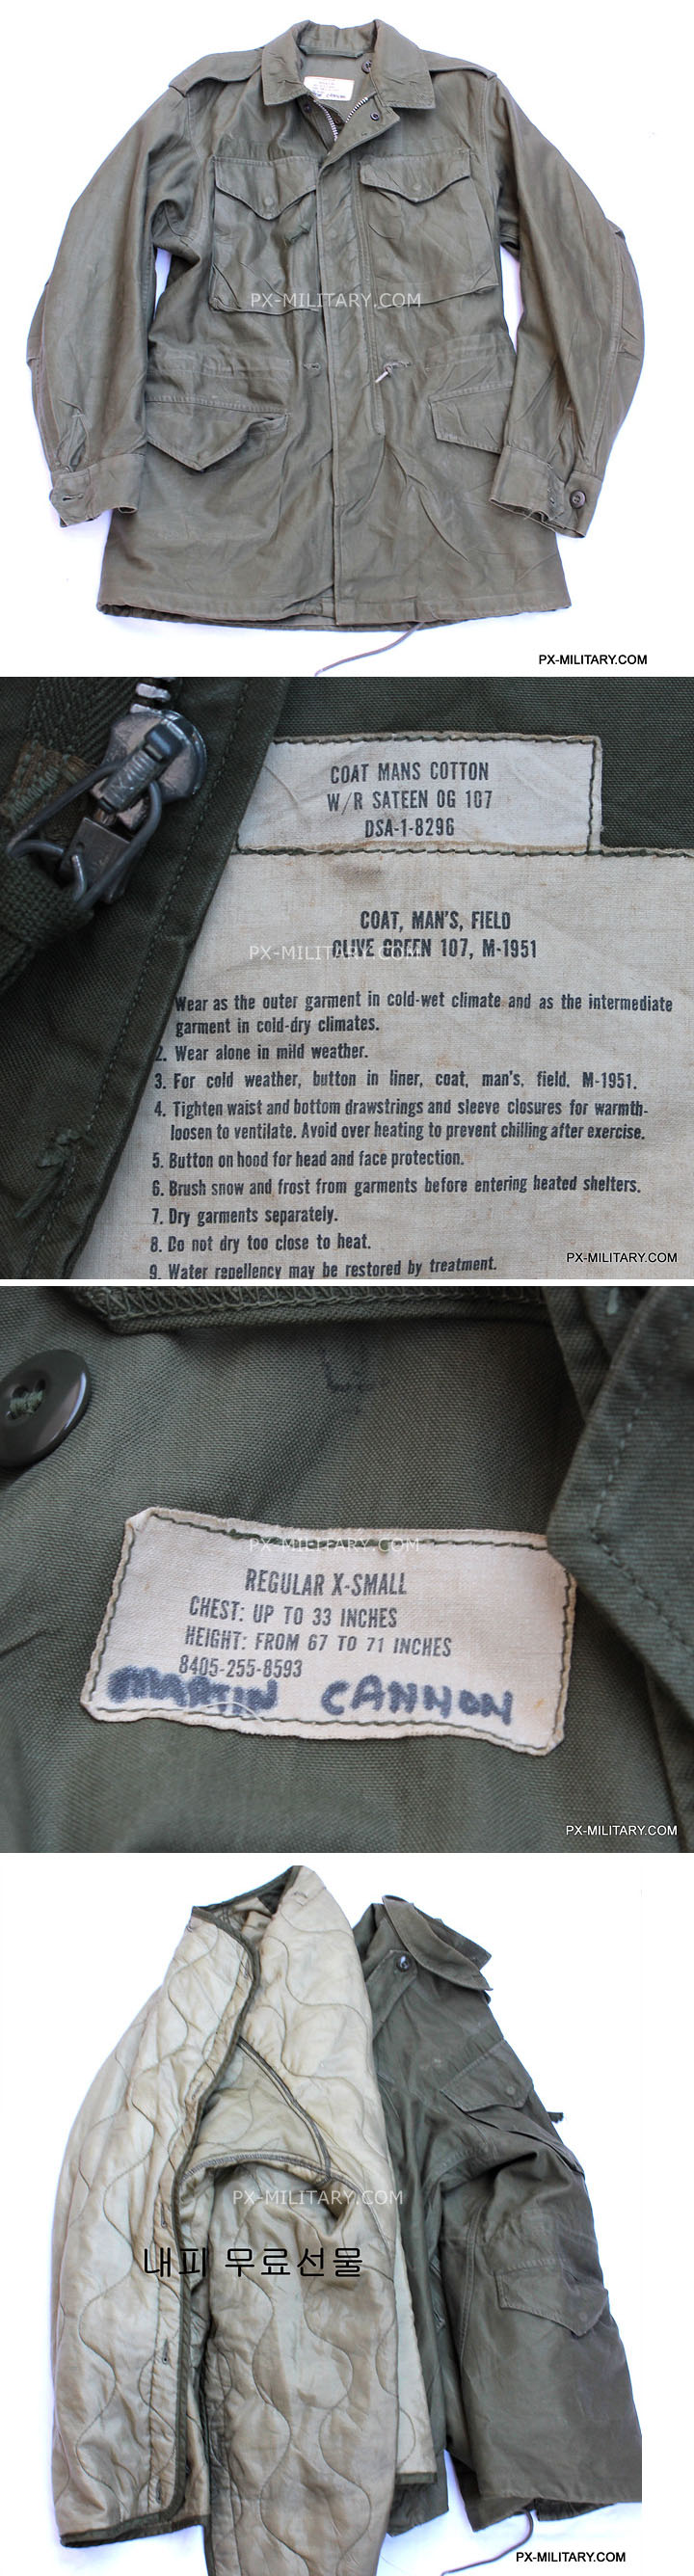 PX-MILITARY.COM
PX-MILITARY.COM
COAT MANS COTTON
W/R SATEEN OG 107
DSA-1-8296
COAT, MAN'S, FIELD
PX-MILITARY.COM
OLIVE GREEN 107, M-1951
Wear as the outer garment in cold-wet climate and as the intermediate
garment in cold-dry climates.
2. Wear alone in mild weather.
3. For cold weather, button in liner, coat, man's, field, M-1951.
4. Tighten waist and bottom drawstrings and sleeve closures for warmth-
loosen to ventilate. Avoid over heating to prevent chilling after exercise.
5. Button on hood for head and face protection.
6. Brush snow and frost from garments before entering heated shelters.
7. Dry garments separately.
8. Do not dry too close to heat.
9. Water repellency may be restored by treatment.
PX-MILITARY.COM
PX-MILITARY.COM
REGULAR X-SMALL
CHEST: UP TO 33 INCHES
HEIGHT: FROM 67 TO 71 INCHES
8405-255-8593
MARTIN CANNON
PX-MILITARY.COM
PX-MILITARY.COM
내피 무료선물
PX-MILITARY.COM